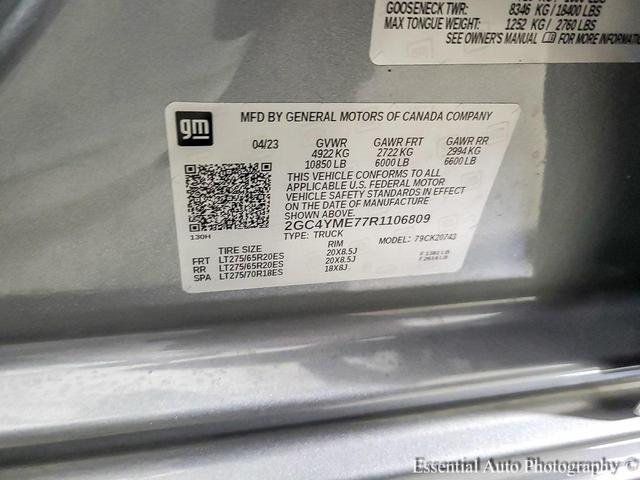 GOOSENECK TWR: 8346 KG/18400 LBS
MAX TONGUE WEIGHT: 1252 KG / 2760 LBS
SEE OWNER'S MANUAL FOR MORE INFORMATI
gm
MFD BY GENERAL MOTORS OF CANADA COMPANY
04/23 GVWR GAWR FRT GAWR RR
4922 KG 2722 KG 2994 KG
10850 LB 6000 LB 6600 LB
THIS VEHICLE CONFORMS TO ALL
APPLICABLE U.S. FEDERAL MOTOR
VEHICLE SAFETY STANDARDS IN EFFECT
ON THE DATE OF MANUFACTURE
SHOWN ABOVE
2GC4YME77R1106809
TYPE: TRUCK MODEL: 79CK20743
130H
TIRE SIZE RIM
FRT LT275/65R20ES 20X8.5J F:1381 LB
RR LT275/65R20ES 20X8.5J
SPA LT275/70R18ES 18X8J
Essential Auto Photography ©